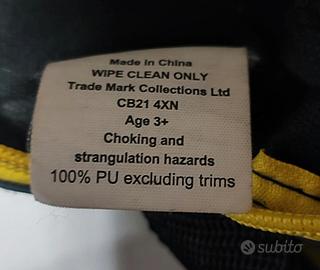 Made in China
WIPE CLEAN ONLY
Trade Mark Collections Ltd
CB21 4XN
Age 3+
Choking and
strangulation hazards
100% PU excluding trims
subito